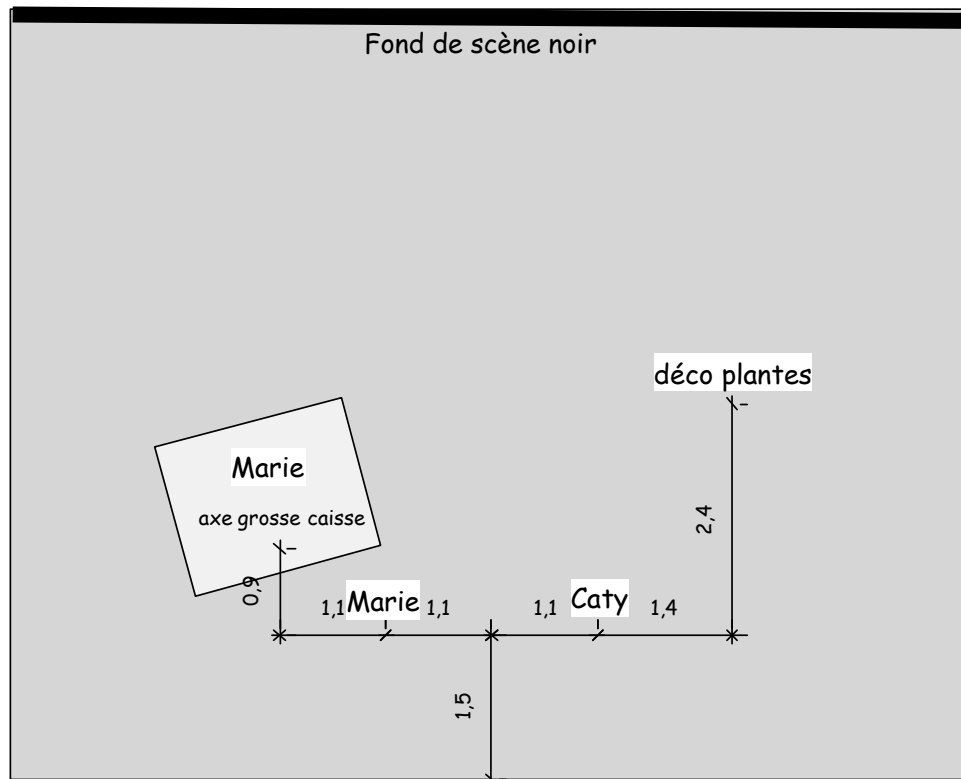 Fond de scène noir
déco plantes
Marie
axe grosse caisse
2,4
0,9
1,1 Marie 1,1 1,1 Caty 1,4
1,5